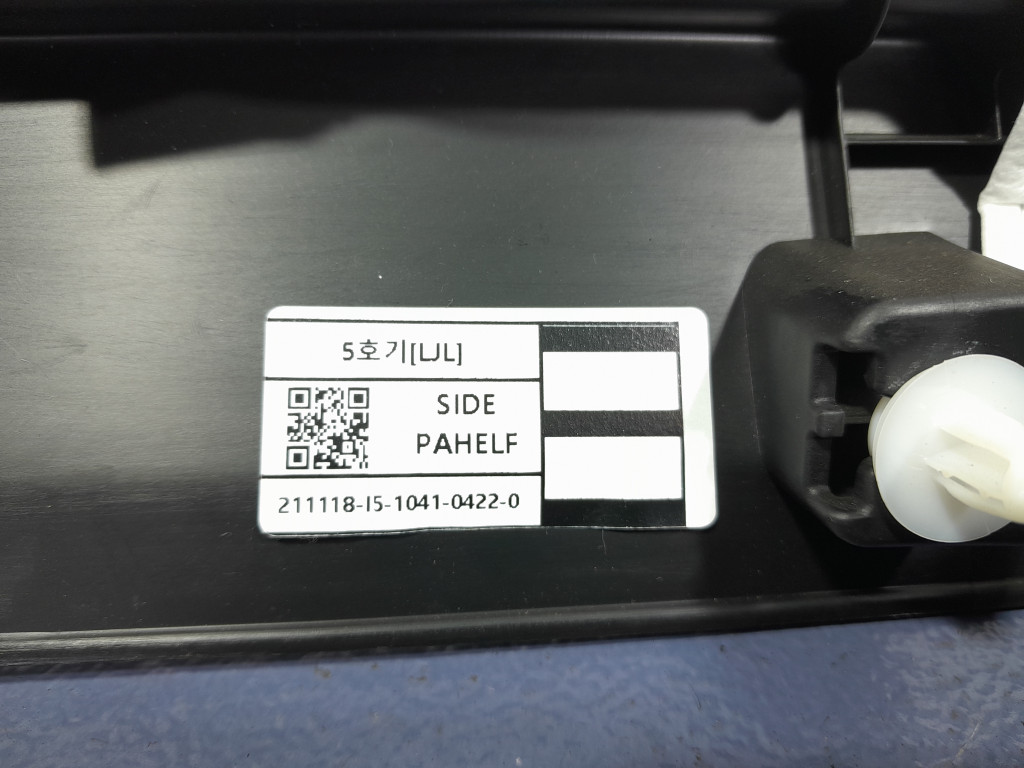 5호기[LJL]
SIDE
PAHELF
211118-I5-1041-0422-0